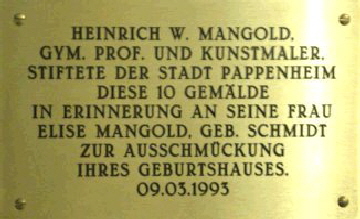 HEINRICH W. MANGOLD,
GYM. PROF. UND KUNSTMALER,
STIFTETE DER STADT PAPPENHEIM
DIESE 10 GEMÄLDE
IN ERINNERUNG AN SEINE FRAU
ELISE MANGOLD, GEB. SCHMIDT
ZUR AUSSCHMÜCKUNG
IHRES GEBURTSHAUSES.
09.03.1993